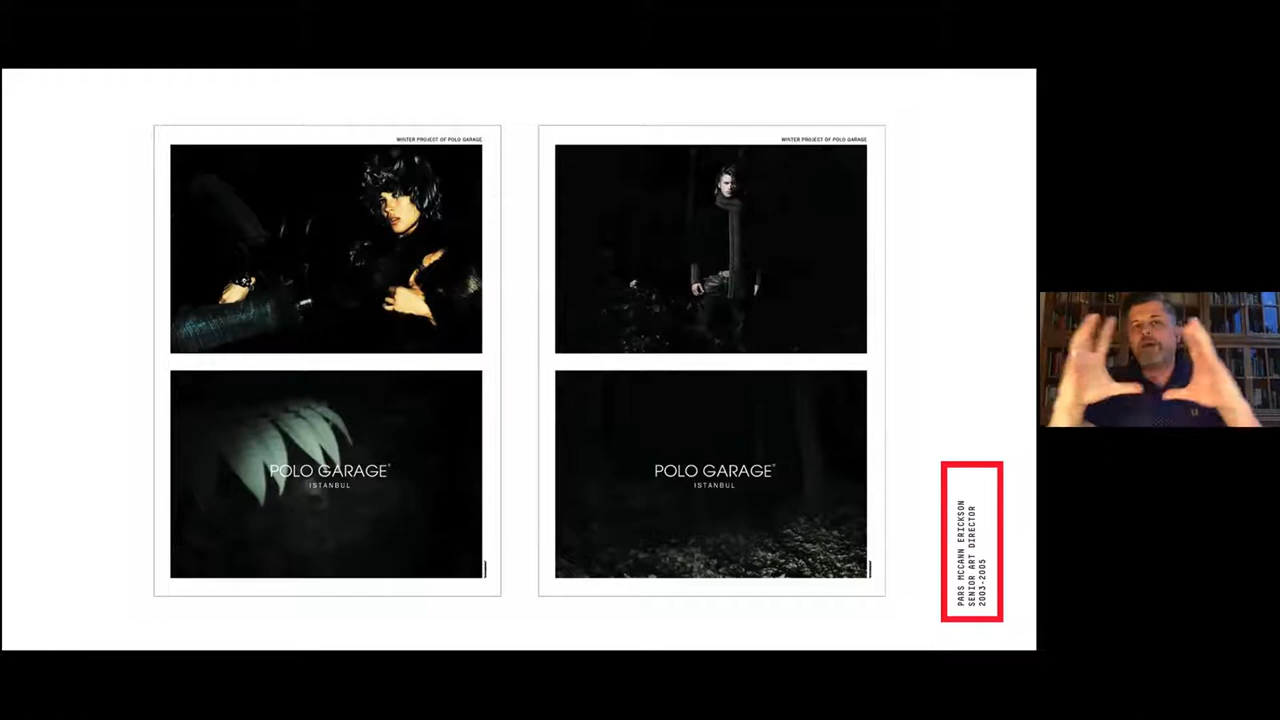 WINTER PROJECT OF POLO GARAGE
POLO GARAGE®
ISTANBUL
WINTER PROJECT OF POLO GARAGE
POLO GARAGE®
ISTANBUL
PARS MCCANN ERICKSON
SENIOR ART DIRECTOR
2003-2005